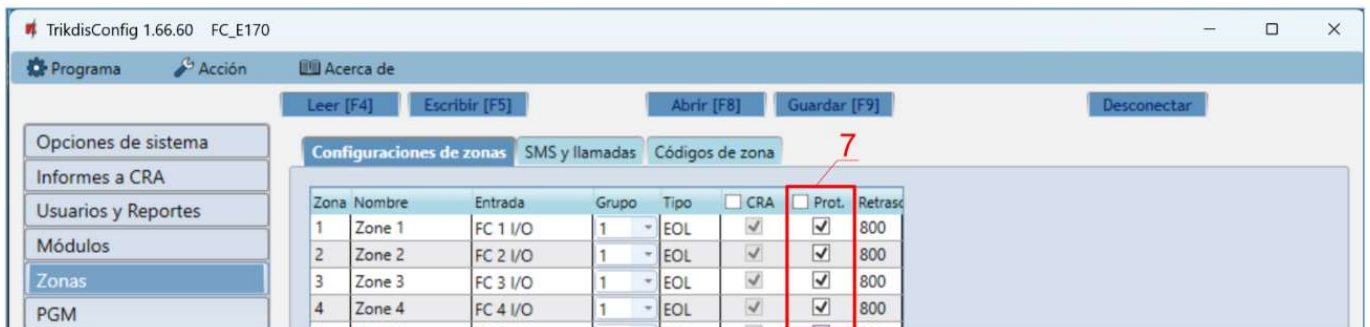 TrikdisConfig 1.66.60 FC_E170
Programa Acción Acerca de
Leer [F4] Escribir [F5] Abrir [F8] Guardar [F9] Desconectar
Opciones de sistema
Informes a CRA
Usuarios y Reportes
Módulos
Zonas
PGM
Configuraciones de zonas SMS y llamadas Códigos de zona
7
Zona Nombre Entrada Grupo Tipo CRA Prot. Retraso
1 Zone 1 FC 1 I/O 1 EOL 800
2 Zone 2 FC 2 I/O 1 EOL 800
3 Zone 3 FC 3 I/O 1 EOL 800
4 Zone 4 FC 4 I/O 1 EOL 800